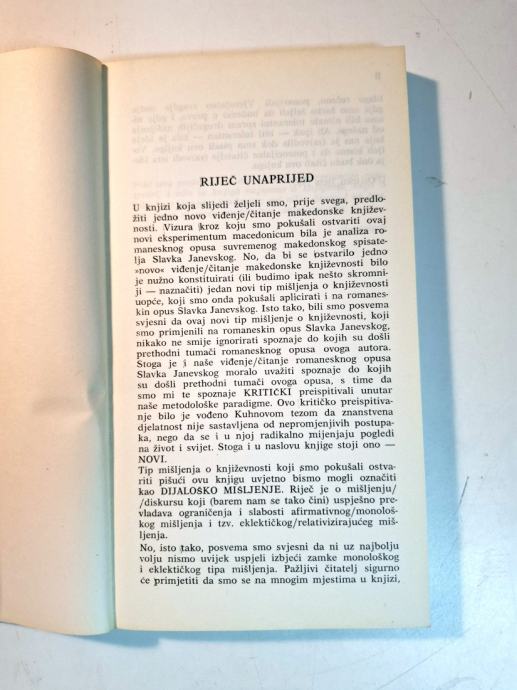 RIJEČ UNAPRIJED
U knjizi koja slijedi željeli smo, prije svega, predlo-
žiti jedno novo viđenje/čitanje makedonske književ-
nosti. Vizura kroz koju smo pokušali ostvariti ovaj
novi eksperimentum macedonicum bila je analiza ro-
manesknog opusa suvremenog makedonskog spisate-
lja Slavka Janevskog. No, da bi se ostvarilo jedno
»novo« viđenje/čitanje makedonske književnosti bilo
je nužno konstituirati (ili budimo ipak nešto skromni-
ji — naznačiti) jedan novi tip mišljenja o književnosti
uopće, koji smo onda pokušali aplicirati i na romanes-
kni opus Slavka Janevskog. Isto tako, bili smo posvema
svjesni da ovaj novi tip mišljenje o književnosti, koji
smo primjenili na romaneskni opus Slavka Janevskog,
nikako ne smije ignorirati spoznaje do kojih su došli
prethodni tumači romanesknog opusa ovoga autora.
Stoga je i naše viđenje/čitanje romanesknog opusa
Slavka Janevskog moralo uvažiti spoznaje do kojih
su došli prethodni tumači ovoga opusa, s time da
smo mi te spoznaje KRITIČKI preispitivali unutar
naše metodološke paradigme. Ovo kritičko preispitiva-
nje bilo je vođeno Kuhnovom tezom da znanstvena
djelatnost nije sastavljena od nepromjenjivih postupa-
ka, nego da se i u njoj radikalno mijenjaju pogledi
na život i svijet. Stoga i u naslovu knjige stoji ono —
NOVI.
Tip mišljenja o književnosti koji smo pokušali ostva-
riti pišući ovu knjigu uvjetno bismo mogli označiti
kao DIJALOŠKO MIŠLJENJE. Riječ je o mišljenju/
/diskursu koji (barem nam se tako čini) uspješno pre-
vladava ograničenja i slabosti afirmativnog/monološ-
kog mišljenja i tzv. eklektičkog/relativizirajućeg miš-
ljenja.
No, isto tako, posvema smo svjesni da ni uz najbolju
volju nismo uvijek uspjeli izbjeći zamke monološkog
i eklektičkog tipa mišljenja. Pažljivi čitatelj sigurno
će primjetiti da smo se na mnogim mjestima u knjizi,